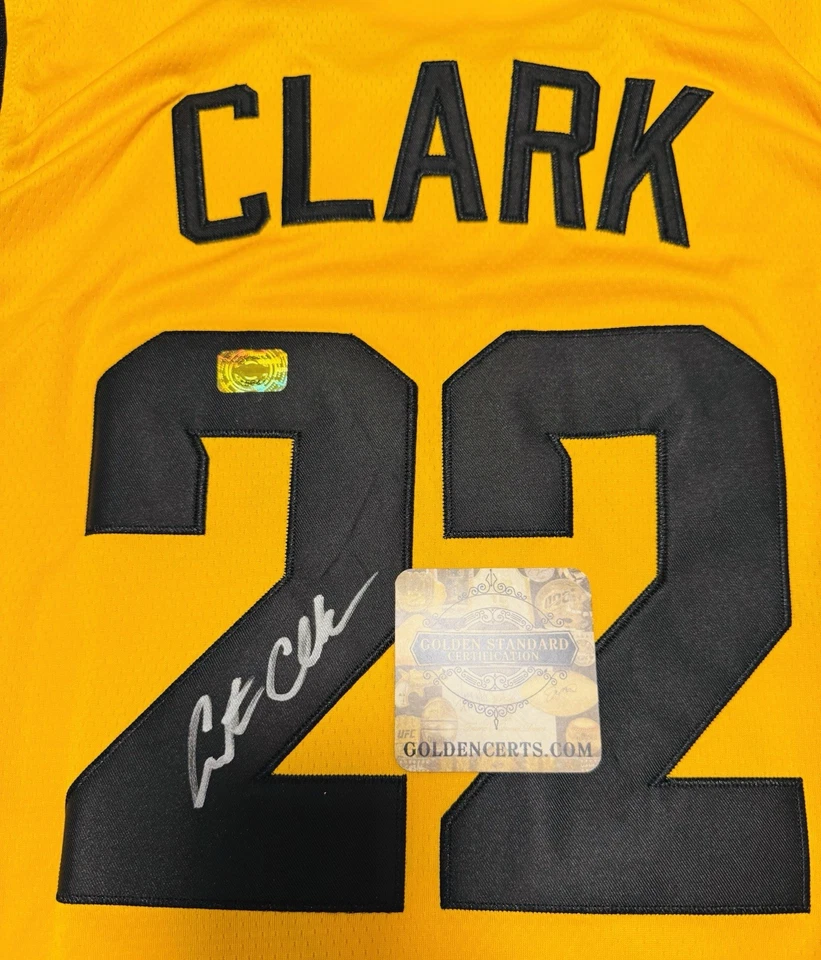 CLARK
22
GOLDEN STANDARD
CERTIFICATION
UFC
GOLDENCERTS.COM